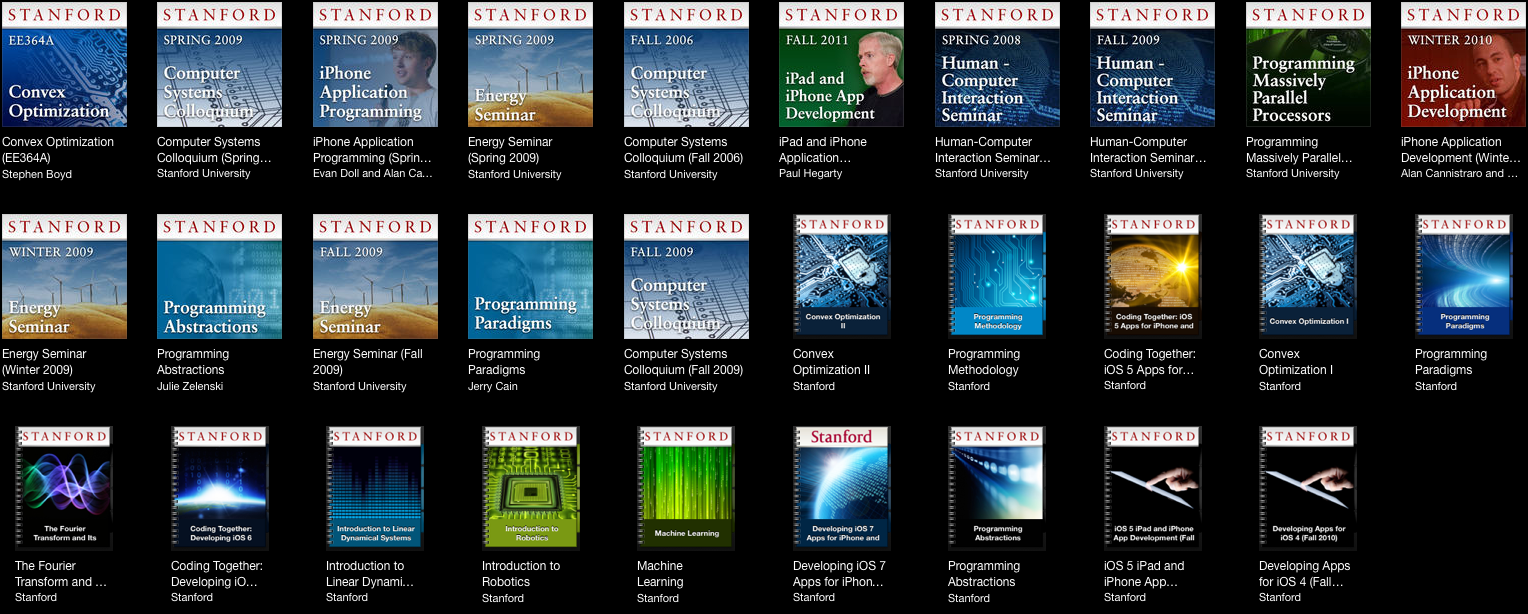 STANFORD
EE364A
Convex
Optimization
Convex Optimization
(EE364A)
Stephen Boyd
STANFORD
SPRING 2009
Computer
Systems
Colloquium
Computer Systems
Colloquium (Spring...
Stanford University
STANFORD
SPRING 2009
iPhone
Application
Programming
iPhone Application
Programming (Sprin...
Evan Doll and Alan Ca...
STANFORD
SPRING 2009
Energy
Seminar
Energy Seminar
(Spring 2009)
Stanford University
STANFORD
FALL 2006
Computer
Systems
Colloquium
Computer Systems
Colloquium (Fall 2006)
Stanford University
STANFORD
FALL 2011
iPad and
iPhone App
Development
iPad and iPhone
Application...
Paul Hegarty
STANFORD
SPRING 2008
Human -
Computer
Interaction
Seminar
Human-Computer
Interaction Seminar...
Stanford University
STANFORD
FALL 2009
Human -
Computer
Interaction
Seminar
Human-Computer
Interaction Seminar...
Stanford University
STANFORD
Programming
Massively
Parallel
Processors
Programming
Massively Parallel...
Stanford University
STANFORD
WINTER 2010
iPhone
Application
Development
iPhone Application
Development (Winte...
Alan Cannistraro and ...
STANFORD
WINTER 2009
Energy
Seminar
Energy Seminar
(Winter 2009)
Stanford University
STANFORD
Programming
Abstractions
Programming
Abstractions
Julie Zelenski
STANFORD
FALL 2009
Energy
Seminar
Energy Seminar (Fall
2009)
Stanford University
STANFORD
Programming
Paradigms
Programming
Paradigms
Jerry Cain
STANFORD
FALL 2009
Computer
Systems
Colloquium
Computer Systems
Colloquium (Fall 2009)
Stanford University
STANFORD
Convex Optimization
II
Convex
Optimization II
Stanford
STANFORD
Programming
Methodology
Programming
Methodology
Stanford
STANFORD
Coding Together: iOS
5 Apps for iPhone and
Coding Together:
iOS 5 Apps for...
Stanford
STANFORD
Convex Optimization I
Convex
Optimization I
Stanford
STANFORD
Programming
Paradigms
Programming
Paradigms
Stanford
STANFORD
The Fourier
Transform and Its
The Fourier
Transform and ...
Stanford
STANFORD
Coding Together:
Developing iOS 6
Coding Together:
Developing iO...
Stanford
STANFORD
Introduction to Linear
Dynamical Systems
Introduction to
Linear Dynami...
Stanford
STANFORD
Introduction to
Robotics
Introduction to
Robotics
Stanford
STANFORD
Machine Learning
Machine
Learning
Stanford
Stanford
Developing iOS 7
Apps for iPhone and
Developing iOS 7
Apps for iPhon...
Stanford
STANFORD
Programming
Abstractions
Programming
Abstractions
Stanford
STANFORD
iOS 5 iPad and iPhone
App Development (Fall
iOS 5 iPad and
iPhone App...
Stanford
STANFORD
Developing Apps for
iOS 4 (Fall 2010)
Developing Apps
for iOS 4 (Fall...
Stanford